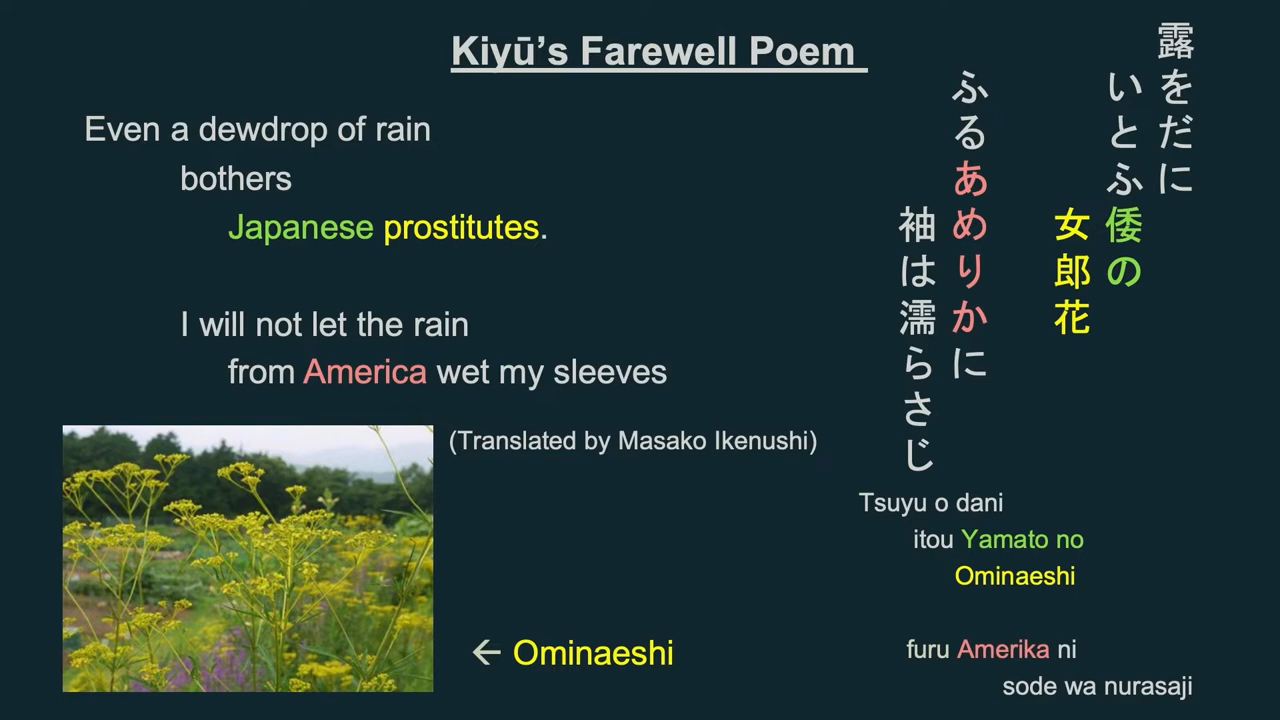 Kiyū’s Farewell Poem
Even a dewdrop of rain
bothers
Japanese prostitutes.
I will not let the rain
from America wet my sleeves
(Translated by Masako Ikenushi)
露をだに
いとふ倭の
女郎花
ふるあめりかに
袖は濡らさじ
Tsuyu o dani
itou Yamato no
Ominaeshi
furu Amerika ni
sode wa nurasaji
← Ominaeshi